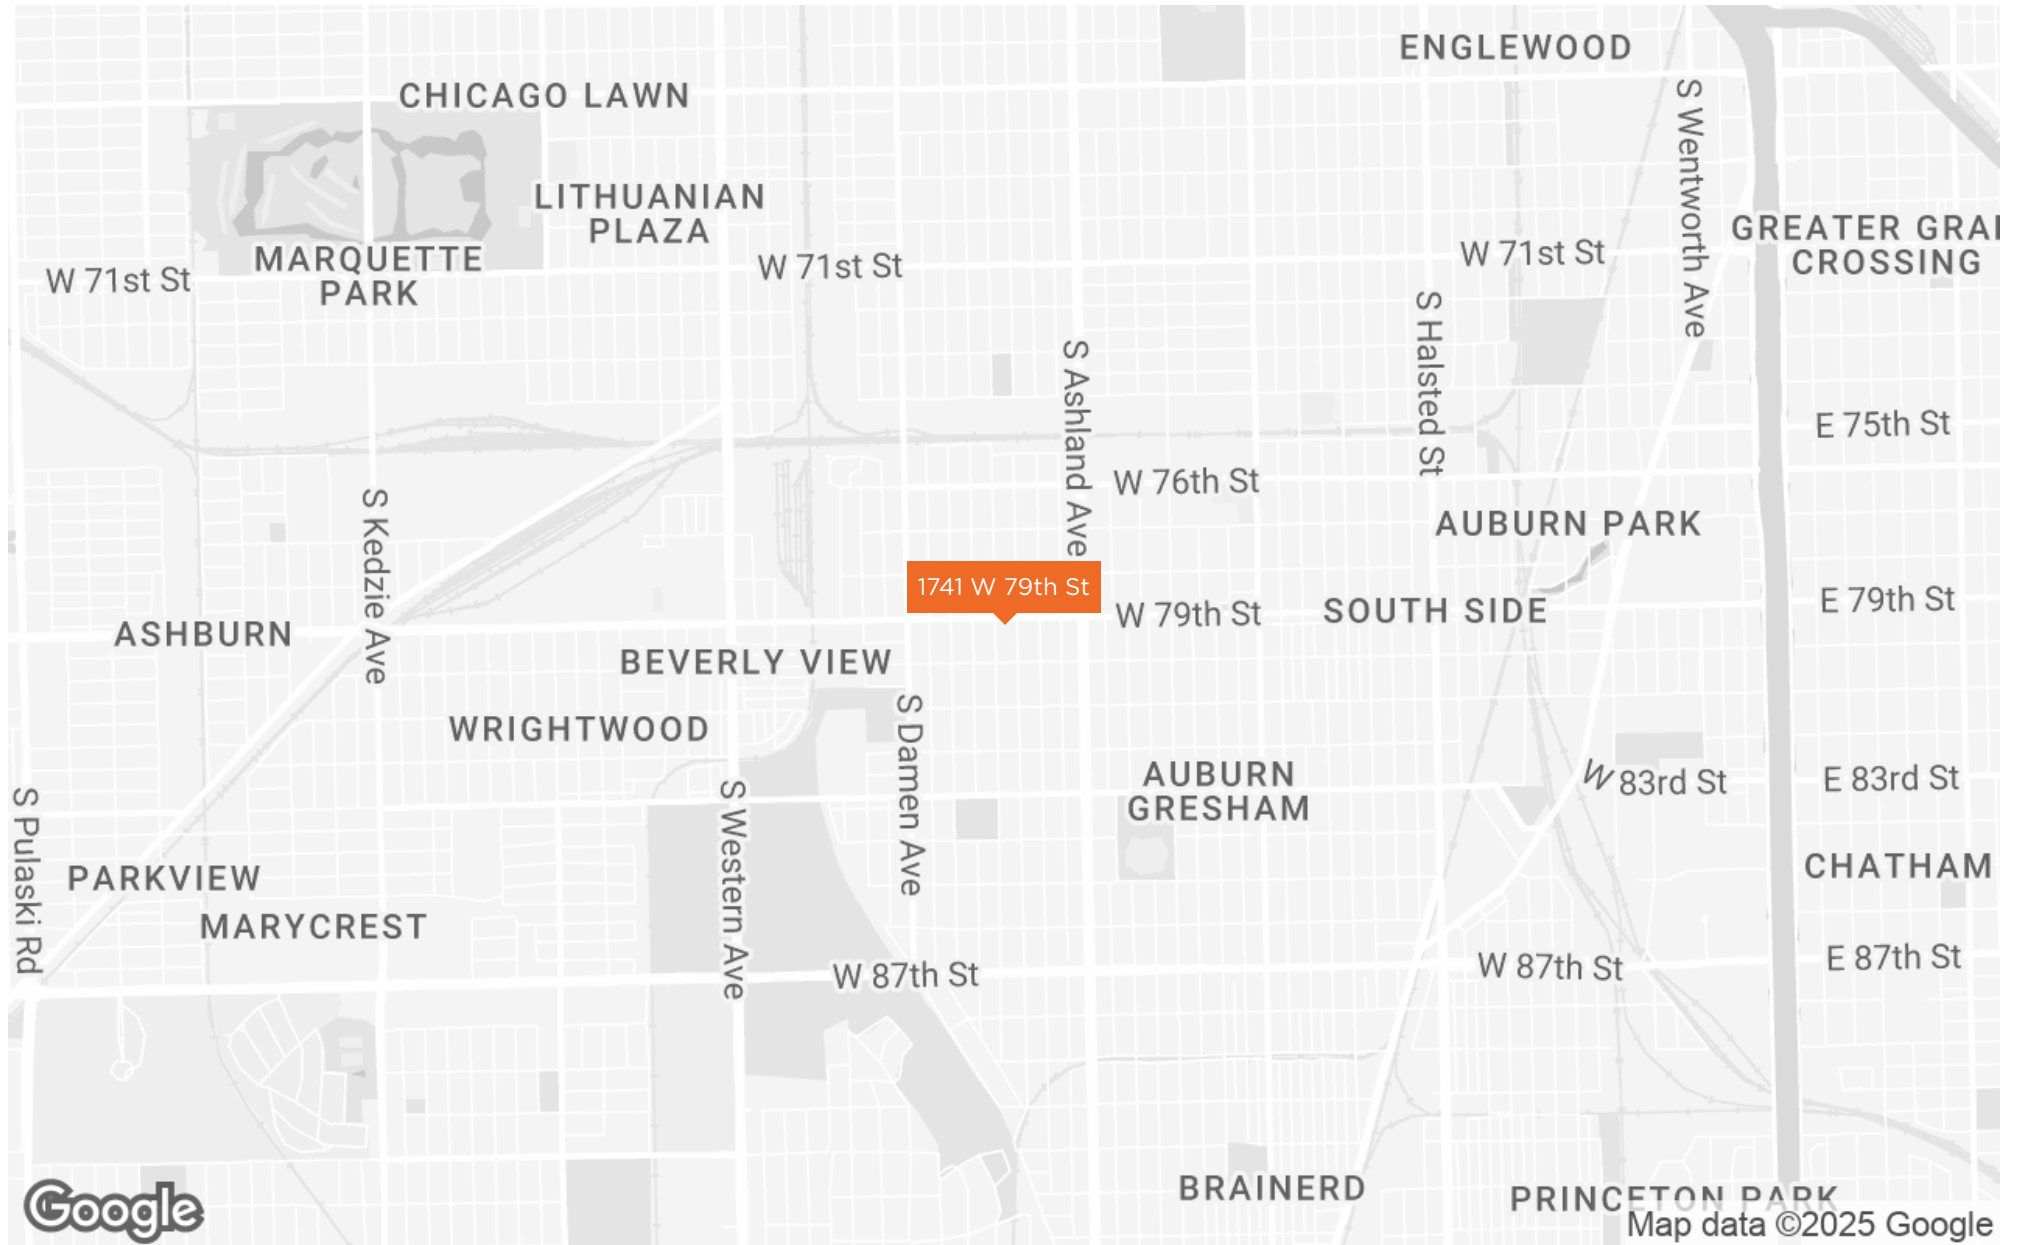 ENGLEWOOD
CHICAGO LAWN
S Wentworth Ave
LITHUANIAN
PLAZA
GREATER GRAN
CROSSING
MARQUETTE
PARK
W 71st St
W 71st St
W 71st St
S Halsted St
S Ashland Ave
E 75th St
W 76th St
S Kedzie Ave
AUBURN PARK
1741 W 79th St
W 79th St
SOUTH SIDE
E 79th St
ASHBURN
BEVERLY VIEW
S Damen Ave
WRIGHTWOOD
AUBURN
GRESHAM
W 83rd St
E 83rd St
S Pulaski Rd
S Western Ave
PARKVIEW
CHATHAM
MARYCREST
W 87th St
W 87th St
E 87th St
BRAINERD
PRINCETON PARK
Google
Map data ©2025 Google